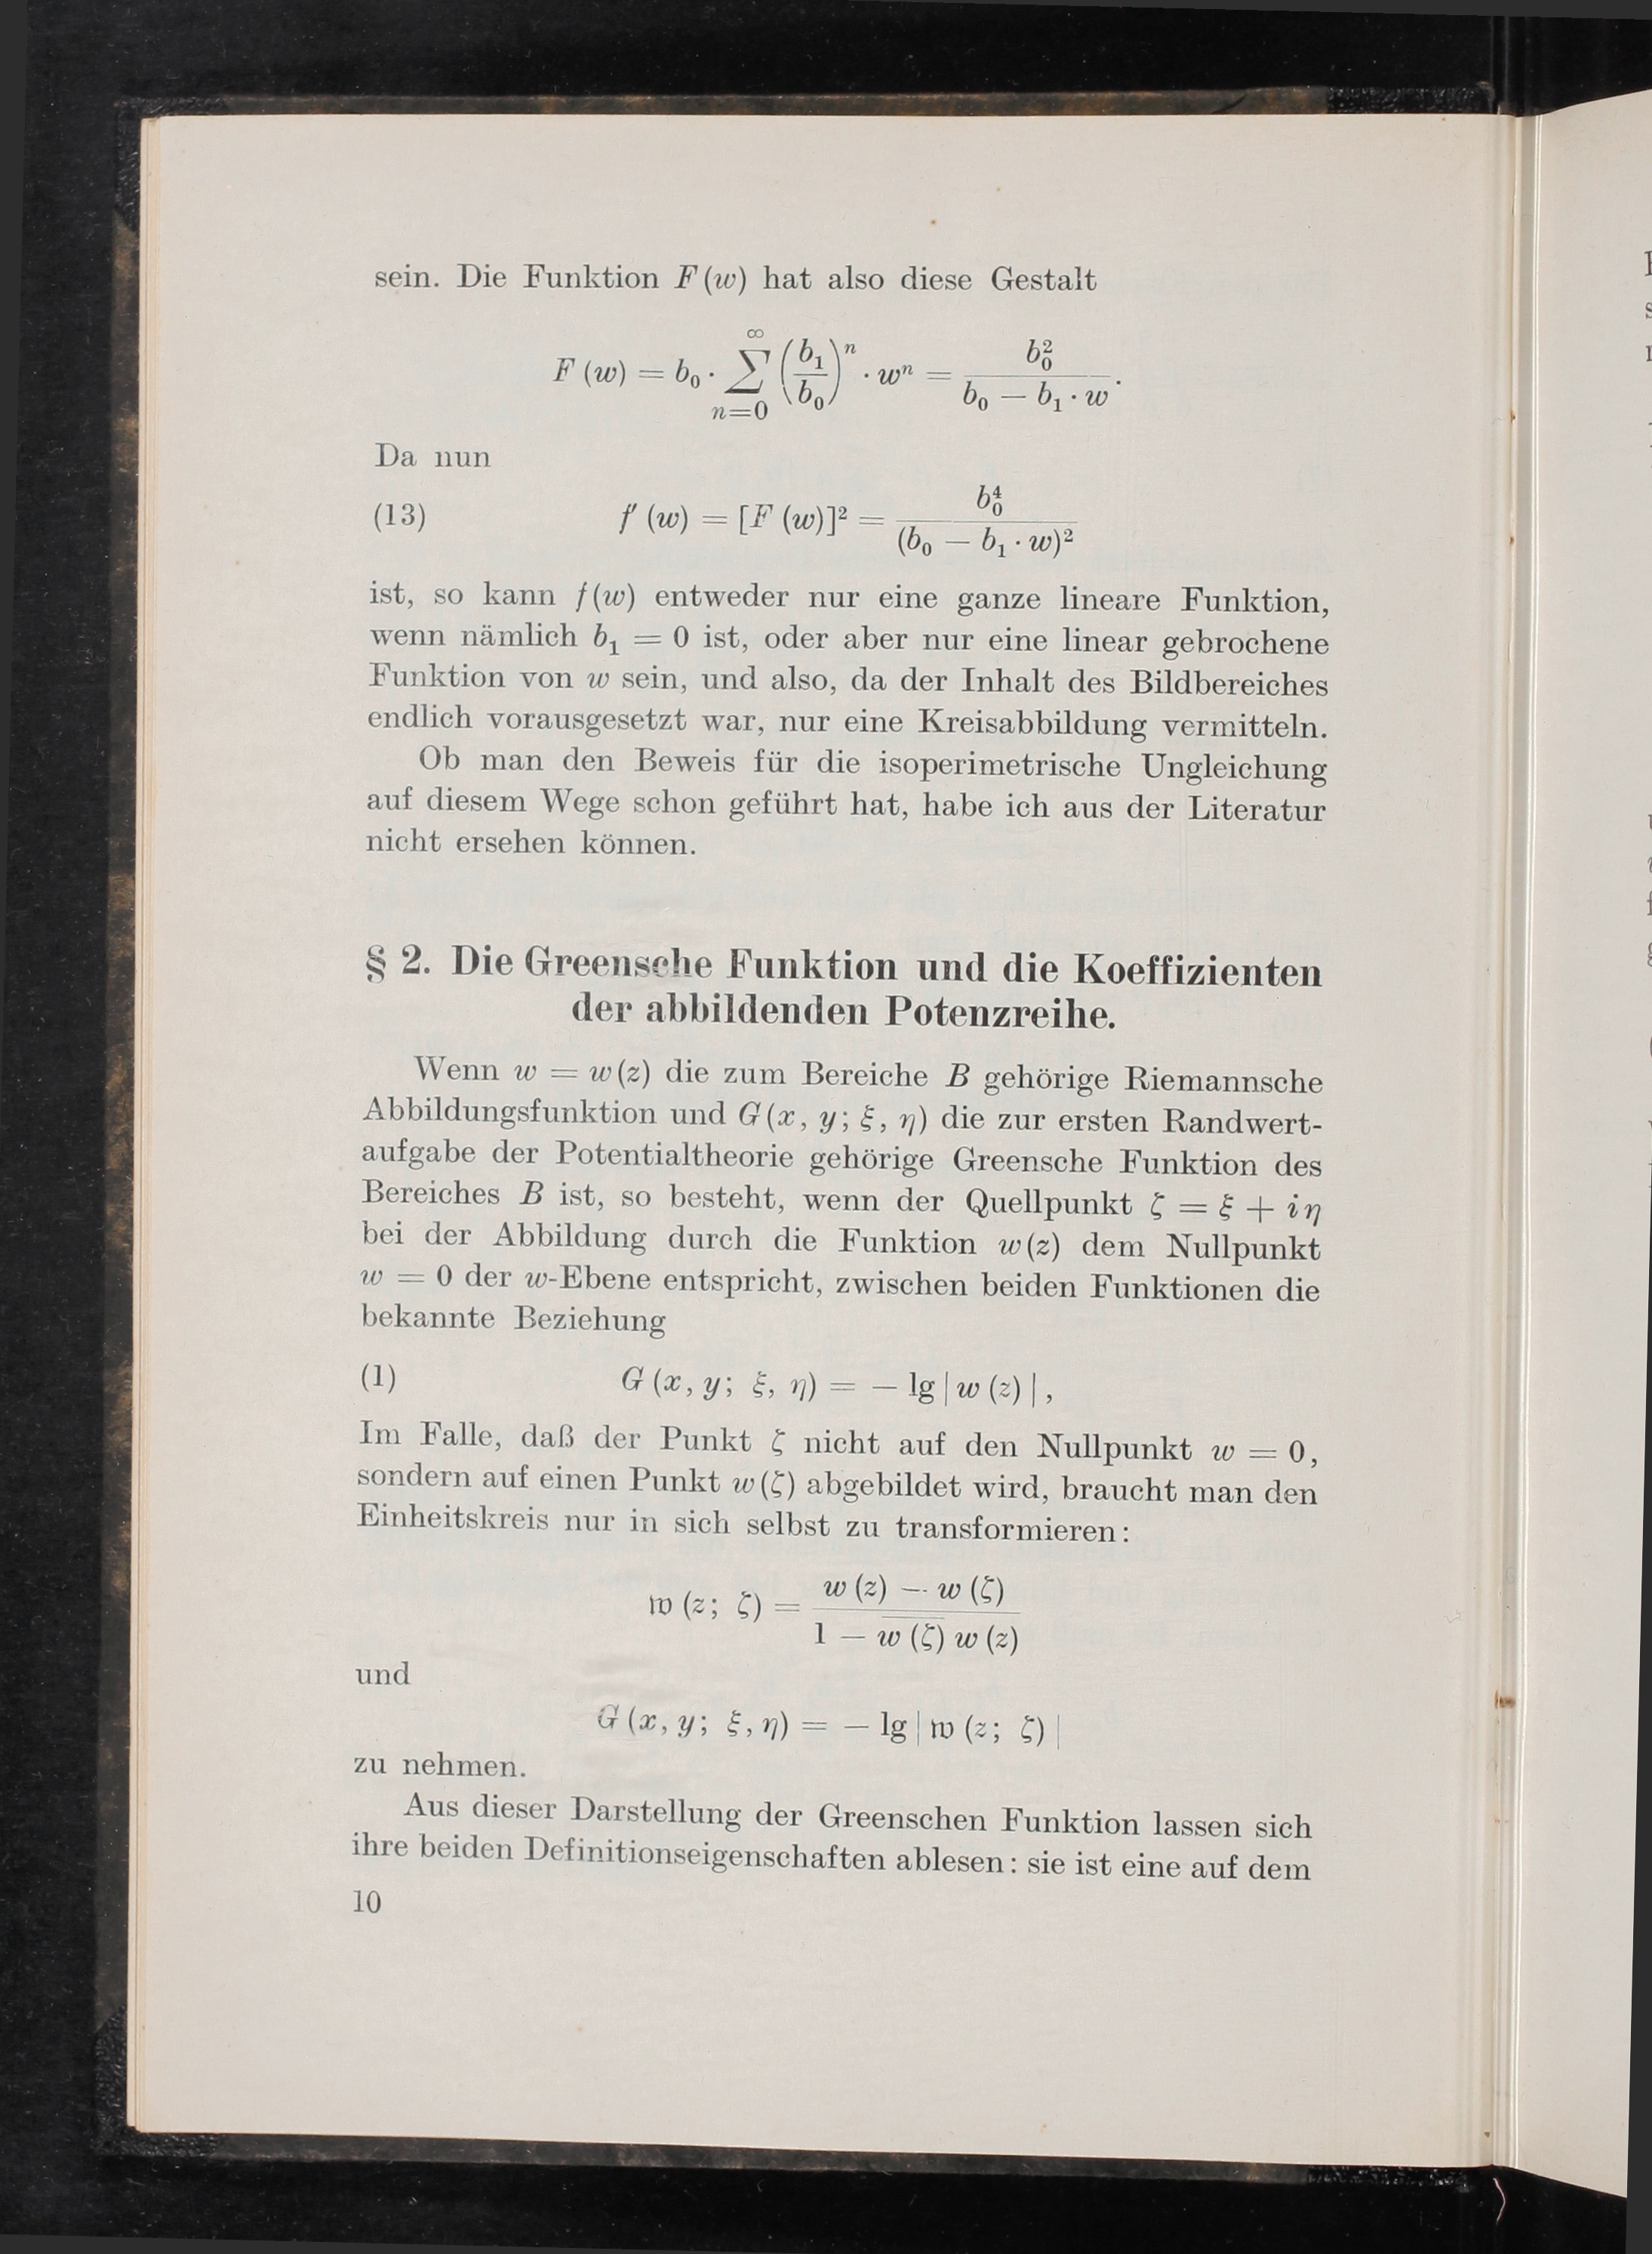 sein. Die Funktion F (w) hat also diese Gestalt
F (w) = b₀ · ∑_{n=0}^{∞} (b₁/b₀)ⁿ · wⁿ = b₀² / (b₀ − b₁ · w).
Da nun
(13) f′ (w) = [F (w)]² = b₀⁴ / (b₀ − b₁ · w)²
ist, so kann f (w) entweder nur eine ganze lineare Funktion,
wenn nämlich b₁ = 0 ist, oder aber nur eine linear gebrochene
Funktion von w sein, und also, da der Inhalt des Bildbereiches
endlich vorausgesetzt war, nur eine Kreisabbildung vermitteln.
Ob man den Beweis für die isoperimetrische Ungleichung
auf diesem Wege schon geführt hat, habe ich aus der Literatur
nicht ersehen können.
§ 2. Die Greensche Funktion und die Koeffizienten
der abbildenden Potenzreihe.
Wenn w = w (z) die zum Bereiche B gehörige Riemannsche
Abbildungsfunktion und G (x, y; ξ, η) die zur ersten Randwert-
aufgabe der Potentialtheorie gehörige Greensche Funktion des
Bereiches B ist, so besteht, wenn der Quellpunkt ζ = ξ + i η
bei der Abbildung durch die Funktion w (z) dem Nullpunkt
w = 0 der w-Ebene entspricht, zwischen beiden Funktionen die
bekannte Beziehung
(1) G (x, y; ξ, η) = − lg | w (z) | ,
Im Falle, daß der Punkt ζ nicht auf den Nullpunkt w = 0,
sondern auf einen Punkt w (ζ) abgebildet wird, braucht man den
Einheitskreis nur in sich selbst zu transformieren:
𝔴 (z; ζ) = (w (z) − w (ζ)) / (1 − \overline{w (ζ)} w (z))
und
G (x, y; ξ, η) = − lg | 𝔴 (z; ζ) |
zu nehmen.
Aus dieser Darstellung der Greenschen Funktion lassen sich
ihre beiden Definitionseigenschaften ablesen: sie ist eine auf dem
10